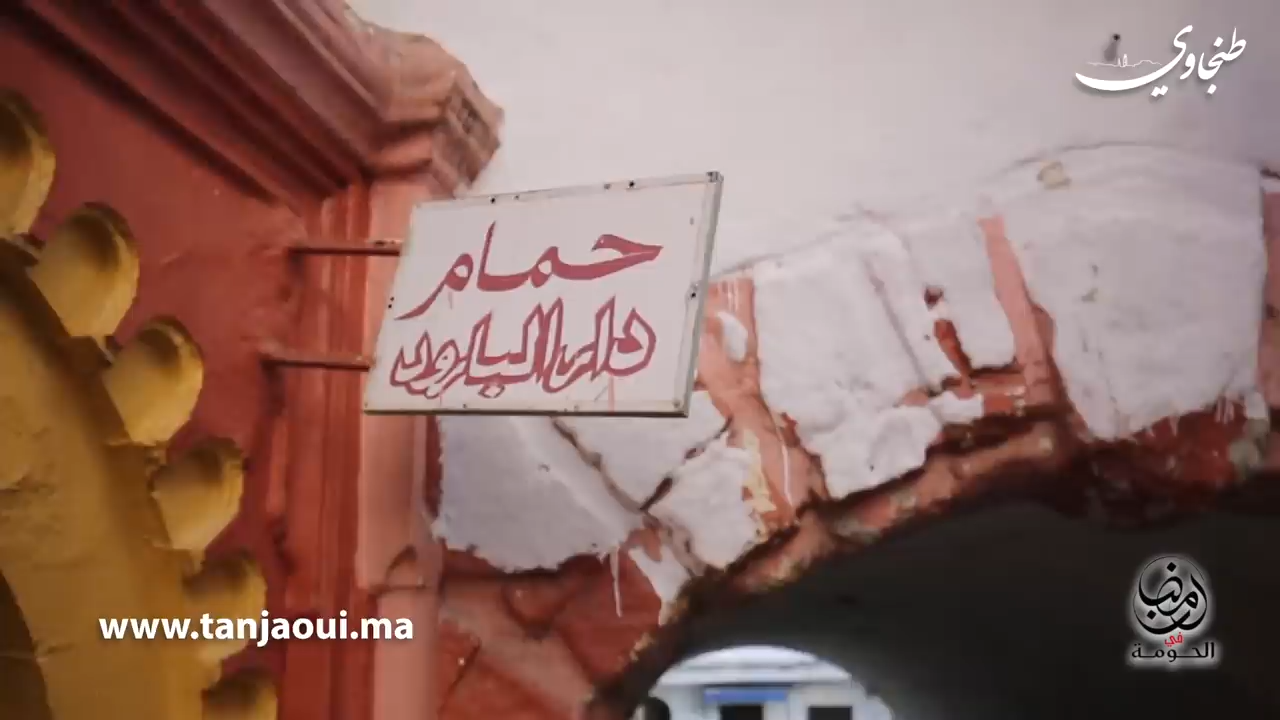 طنجاوي
حمام
دار البارود
www.tanjaoui.ma
رمضان
في
الحومة